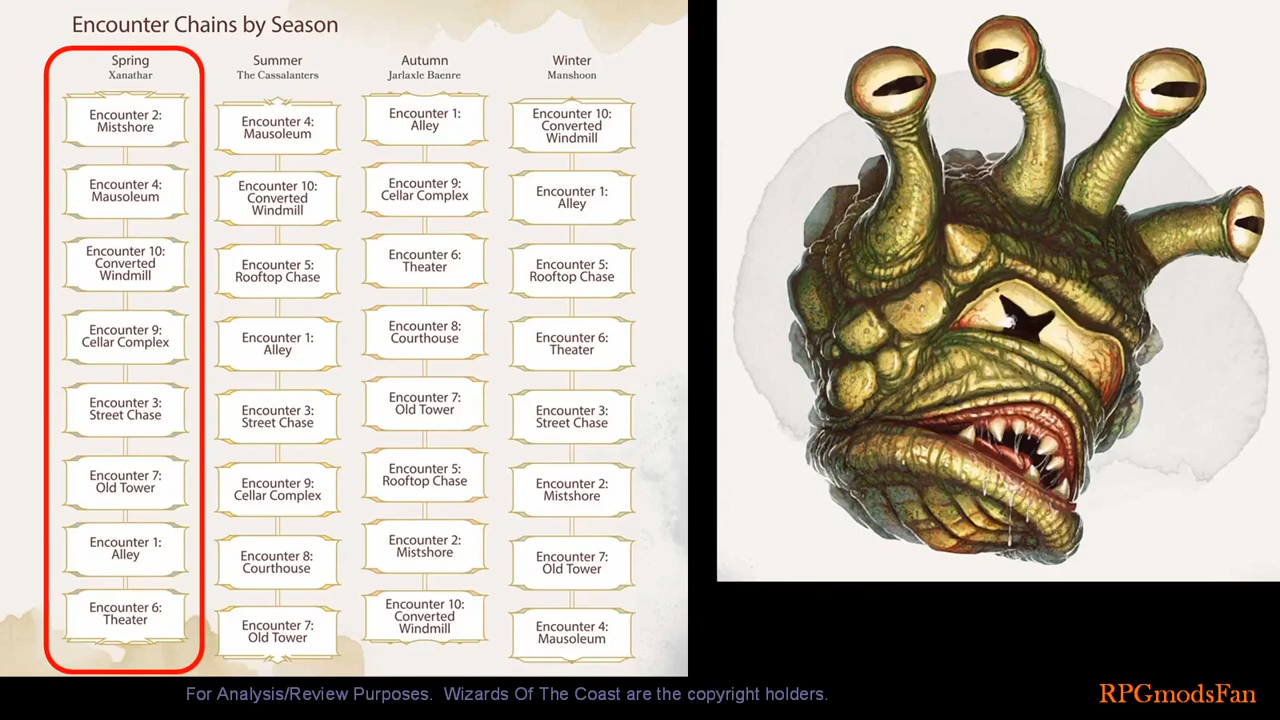 Encounter Chains by Season
Spring
Xanathar
Encounter 2:
Mistshore
Encounter 4:
Mausoleum
Encounter 10:
Converted
Windmill
Encounter 9:
Cellar Complex
Encounter 3:
Street Chase
Encounter 7:
Old Tower
Encounter 1:
Alley
Encounter 6:
Theater
Summer
The Cassalanters
Encounter 4:
Mausoleum
Encounter 10:
Converted
Windmill
Encounter 5:
Rooftop Chase
Encounter 1:
Alley
Encounter 3:
Street Chase
Encounter 9:
Cellar Complex
Encounter 8:
Courthouse
Encounter 7:
Old Tower
Autumn
Jarlaxle Baenre
Encounter 1:
Alley
Encounter 9:
Cellar Complex
Encounter 6:
Theater
Encounter 8:
Courthouse
Encounter 7:
Old Tower
Encounter 5:
Rooftop Chase
Encounter 2:
Mistshore
Encounter 10:
Converted
Windmill
Winter
Manshoon
Encounter 10:
Converted
Windmill
Encounter 1:
Alley
Encounter 5:
Rooftop Chase
Encounter 6:
Theater
Encounter 3:
Street Chase
Encounter 2:
Mistshore
Encounter 7:
Old Tower
Encounter 4:
Mausoleum
For Analysis/Review Purposes. Wizards Of The Coast are the copyright holders.
RPGmodsFan